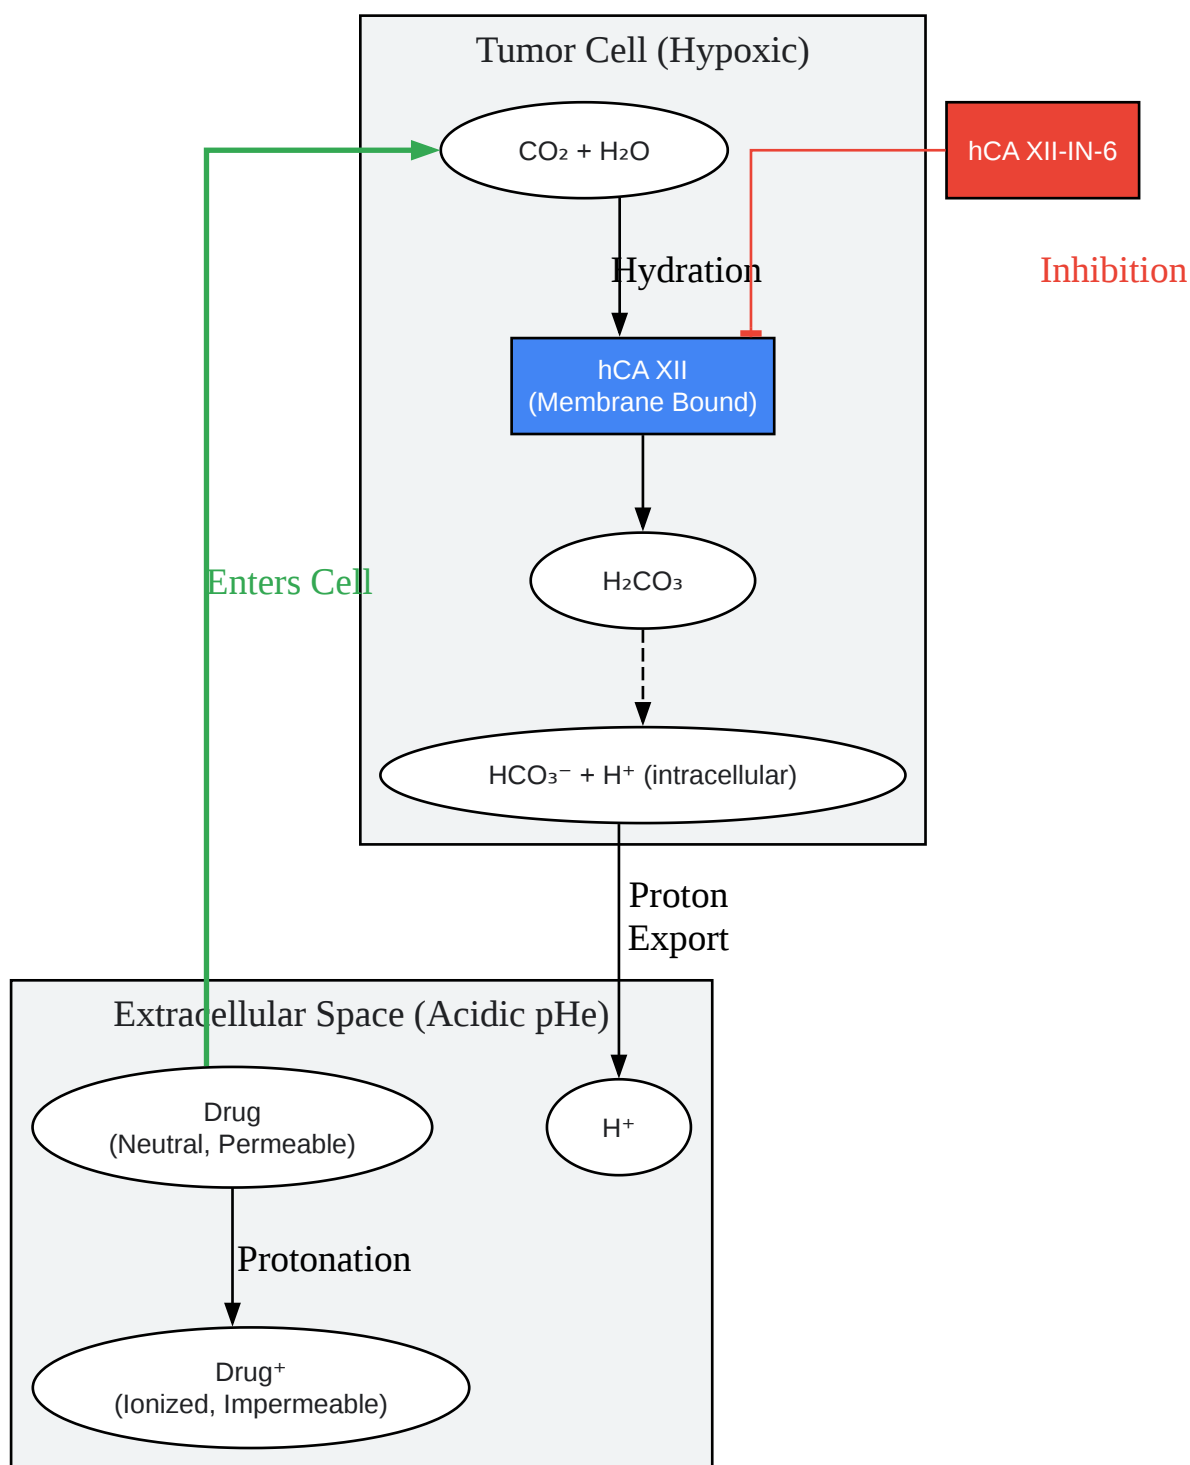 Tumor Cell (Hypoxic)
CO₂ + H₂O
hCA XII-IN-6
Hydration
Inhibition
hCA XII
(Membrane Bound)
Enters Cell
H₂CO₃
HCO₃⁻ + H⁺ (intracellular)
Proton
Export
Extracellular Space (Acidic pHe)
Drug
(Neutral, Permeable)
H⁺
Protonation
Drug⁺
(Ionized, Impermeable)